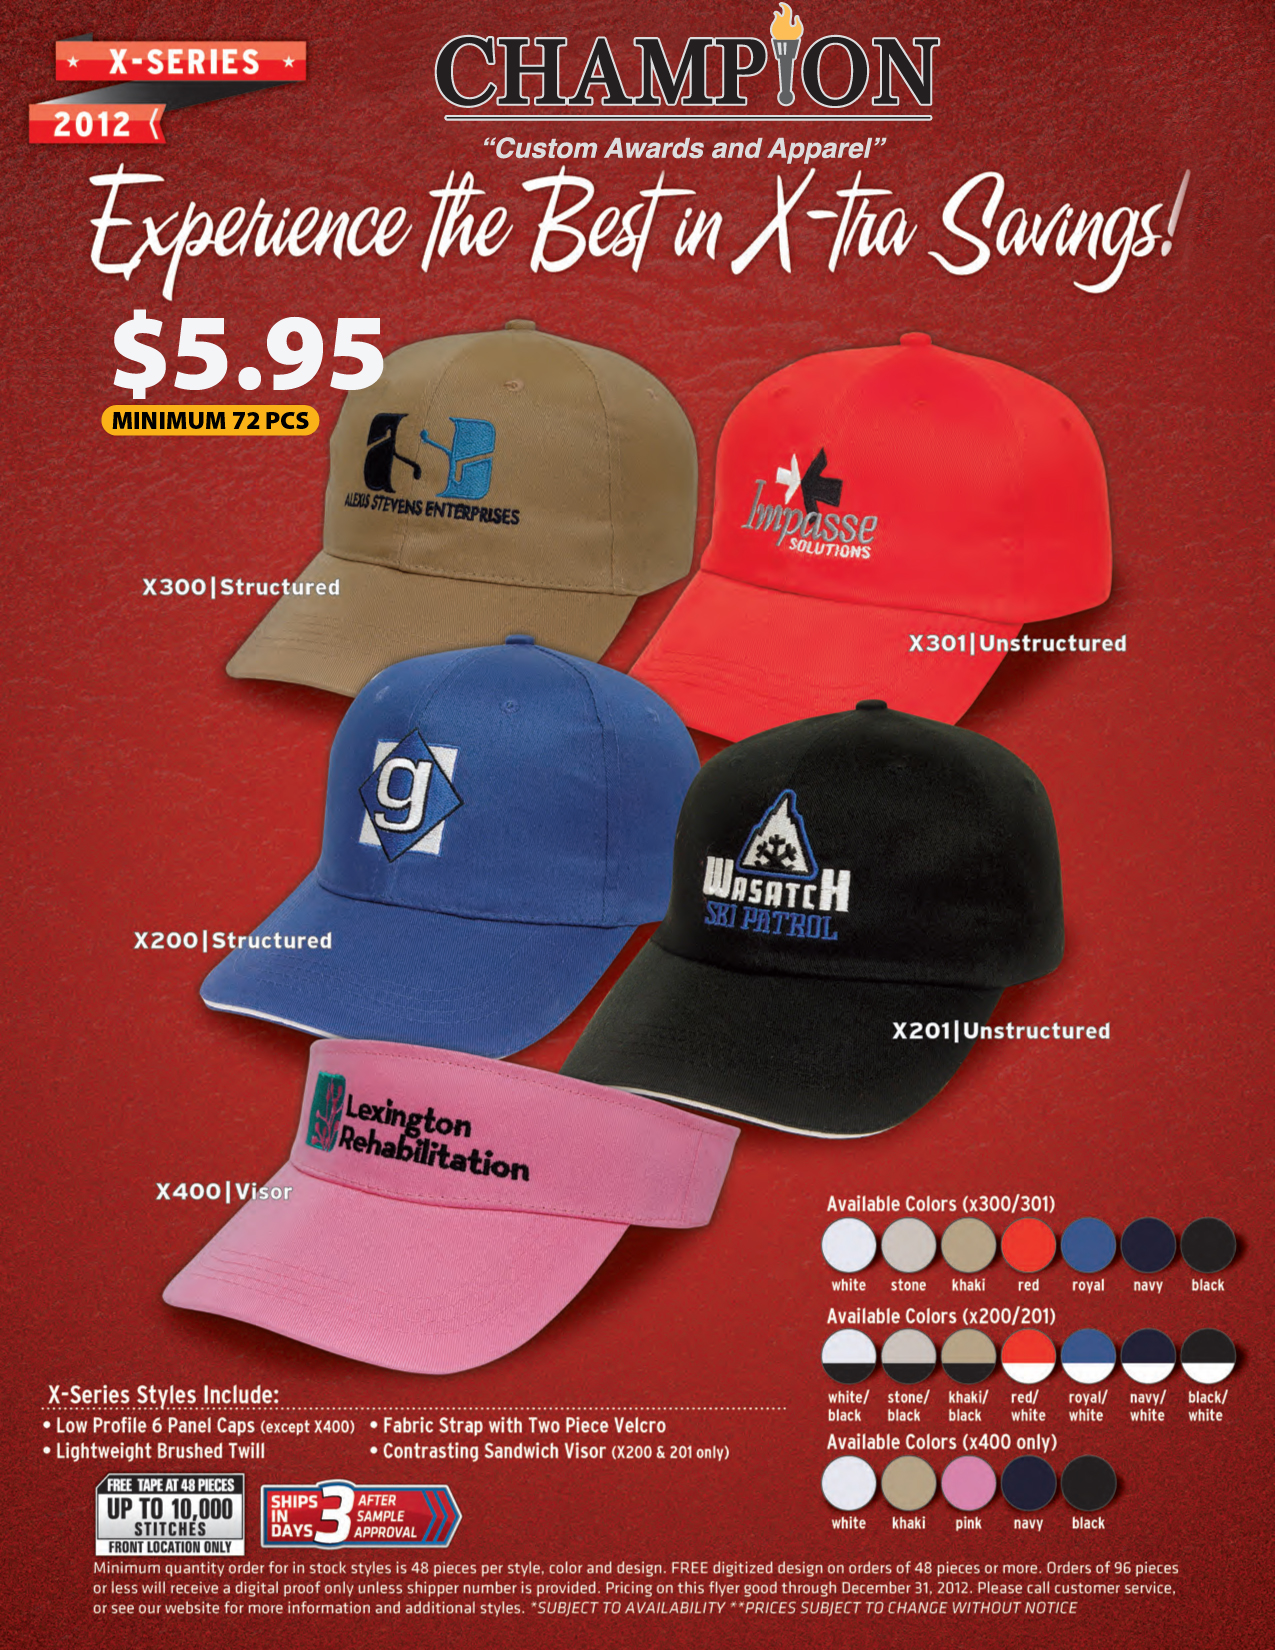 X-SERIES
2012
CHAMPION
“Custom Awards and Apparel”
Experience the Best in X-tra Savings!
$5.95
MINIMUM 72 PCS
ALEXIS STEVENS ENTERPRISES
Impasse
SOLUTIONS
X300|Structured
X301|Unstructured
g
WASATCH
SKI PATROL
X200|Structured
X201|Unstructured
Lexington
Rehabilitation
X400|Visor
Available Colors (x300/301)
white stone khaki red royal navy black
Available Colors (x200/201)
white/ stone/ khaki/ red/ royal/ navy/ black/
black black black white white white white
Available Colors (x400 only)
white khaki pink navy black
X-Series Styles Include:
• Low Profile 6 Panel Caps (except X400) • Fabric Strap with Two Piece Velcro
• Lightweight Brushed Twill • Contrasting Sandwich Visor (X200 & 201 only)
FREE TAPE AT 48 PIECES
UP TO 10,000
STITCHES
FRONT LOCATION ONLY
SHIPS IN 3 DAYS
AFTER
SAMPLE
APPROVAL
Minimum quantity order for in stock styles is 48 pieces per style, color and design. FREE digitized design on orders of 48 pieces or more. Orders of 96 pieces
or less will receive a digital proof only unless shipper number is provided. Pricing on this flyer good through December 31, 2012. Please call customer service,
or see our website for more information and additional styles. *SUBJECT TO AVAILABILITY **PRICES SUBJECT TO CHANGE WITHOUT NOTICE